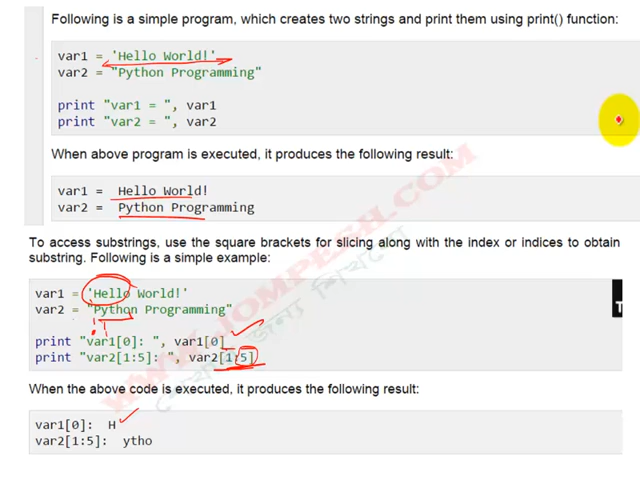 Following is a simple program, which creates two strings and print them using print() function:
var1 = 'Hello World!'
var2 = "Python Programming"
print "var1 = ", var1
print "var2 = ", var2
When above program is executed, it produces the following result:
var1 = Hello World!
var2 = Python Programming
To access substrings, use the square brackets for slicing along with the index or indices to obtain
substring. Following is a simple example:
var1 = 'Hello World!'
var2 = "Python Programming"
print "var1[0]: ", var1[0]
print "var2[1:5]: ", var2[1:5]
When the above code is executed, it produces the following result:
var1[0]: H
var2[1:5]: ytho
WWW.JOMPESH.COM